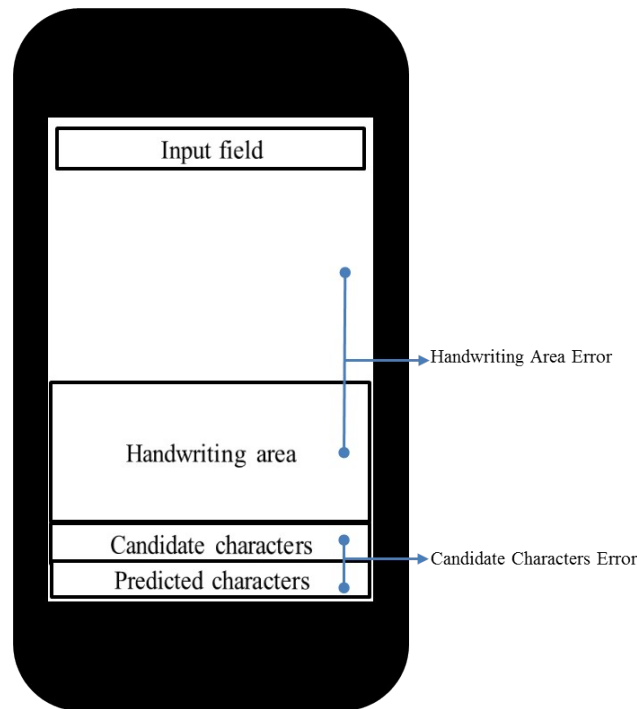 Input field
Handwriting Area Error
Handwriting area
Candidate characters
Candidate Characters Error
Predicted characters